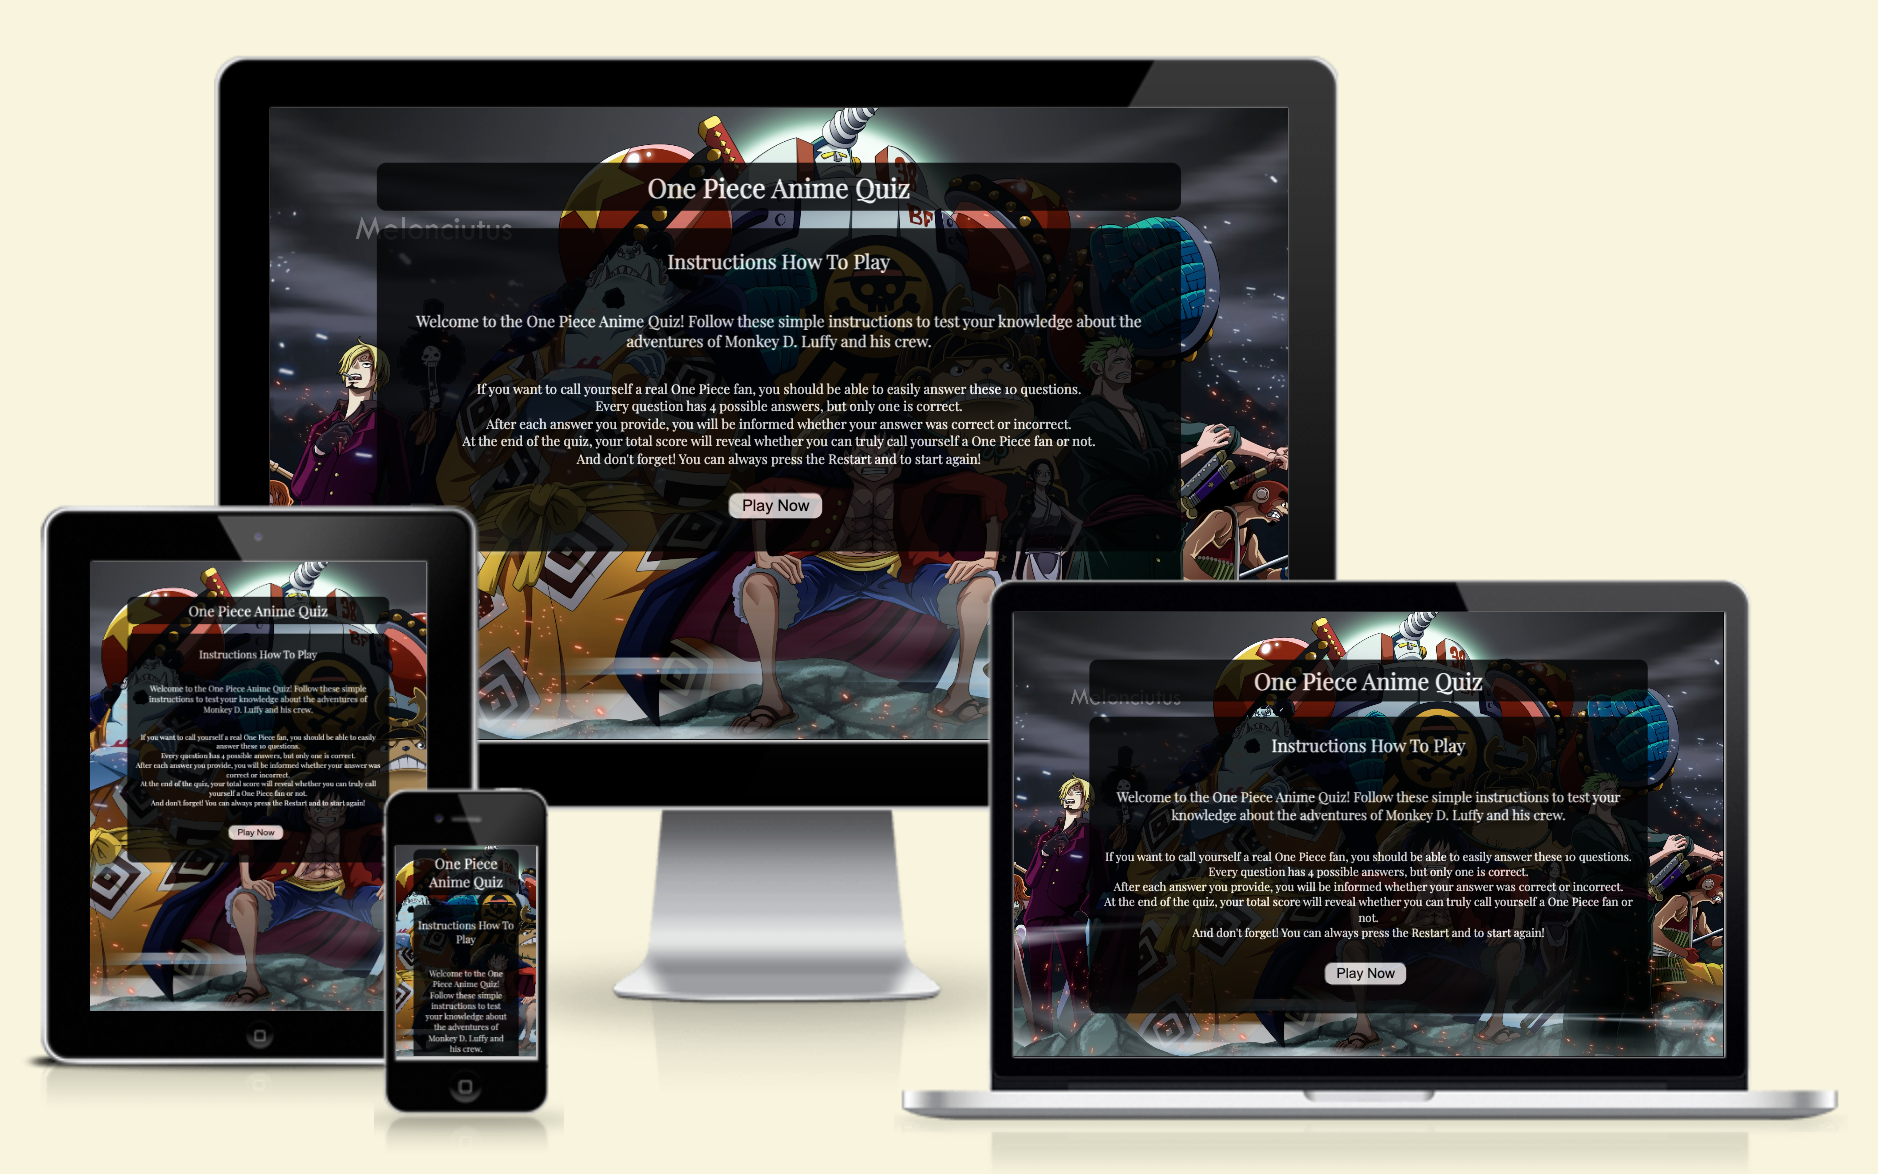 One Piece Anime Quiz
Melonciutus
Instructions How To Play
Welcome to the One Piece Anime Quiz! Follow these simple instructions to test your knowledge about the
adventures of Monkey D. Luffy and his crew.
If you want to call yourself a real One Piece fan, you should be able to easily answer these 10 questions.
Every question has 4 possible answers, but only one is correct.
After each answer you provide, you will be informed whether your answer was correct or incorrect.
At the end of the quiz, your total score will reveal whether you can truly call yourself a One Piece fan or not.
And don't forget! You can always press the Restart and to start again!
Play Now
38
BF
One Piece Anime Quiz
Instructions How To Play
Welcome to the One Piece Anime Quiz! Follow these simple
instructions to test your knowledge about the adventures of
Monkey D. Luffy and his crew.
If you want to call yourself a real One Piece fan, you should be able to easily
answer these 10 questions.
Every question has 4 possible answers, but only one is correct.
After each answer you provide, you will be informed whether your answer was
correct or incorrect.
At the end of the quiz, your total score will reveal whether you can truly call
yourself a One Piece fan or not.
And don't forget! You can always press the Restart and to start again!
Play Now
38
BF
One Piece
Anime Quiz
Instructions How To
Play
Welcome to the One
Piece Anime Quiz!
Follow these simple
instructions to test
your knowledge about
the adventures of
Monkey D. Luffy and
his crew.
One Piece Anime Quiz
Melonciutus
Instructions How To Play
Welcome to the One Piece Anime Quiz! Follow these simple instructions to test your
knowledge about the adventures of Monkey D. Luffy and his crew.
If you want to call yourself a real One Piece fan, you should be able to easily answer these 10 questions.
Every question has 4 possible answers, but only one is correct.
After each answer you provide, you will be informed whether your answer was correct or incorrect.
At the end of the quiz, your total score will reveal whether you can truly call yourself a One Piece fan or
not.
And don't forget! You can always press the Restart and to start again!
Play Now
38